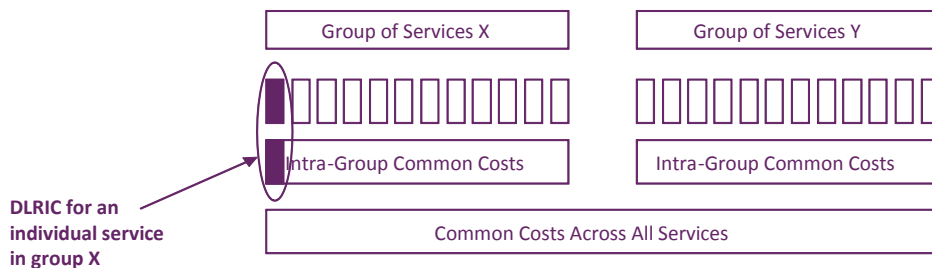 Group of Services X
Group of Services Y
Intra-Group Common Costs
Intra-Group Common Costs
DLRIC for an
individual service
in group X
Common Costs Across All Services